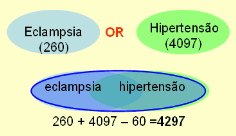 Eclampsia OR Hipertensão
(260) (4097)
eclampsia hipertensão
260 + 4097 – 60 =4297